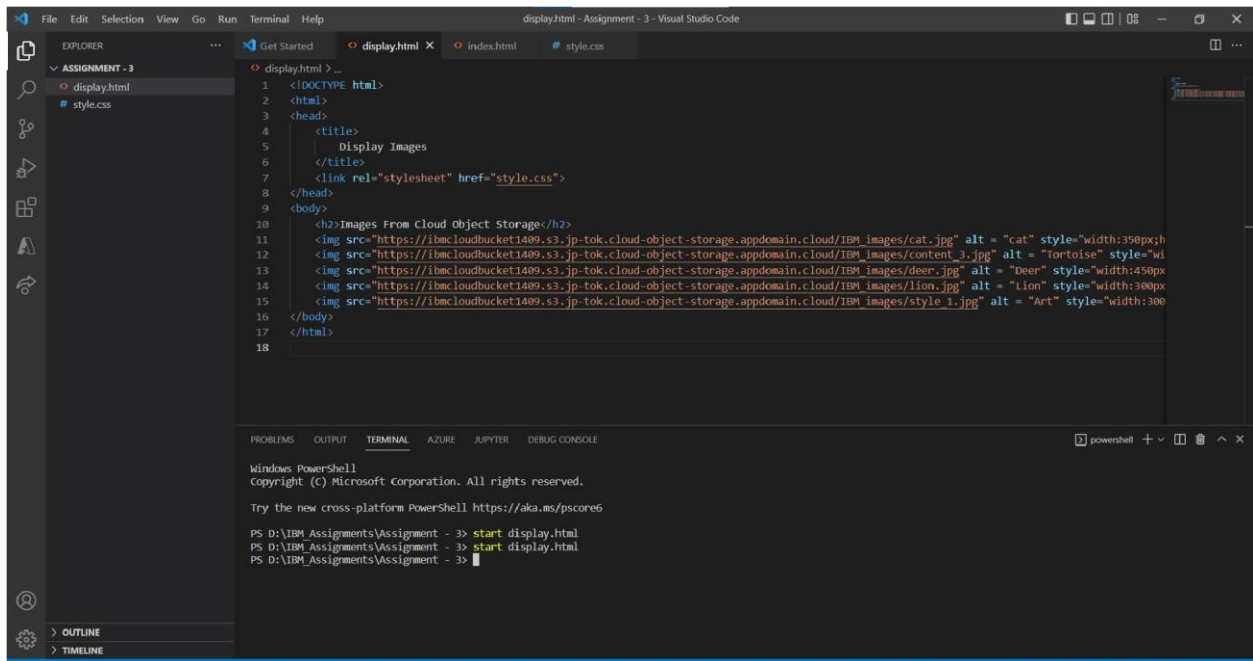 File Edit Selection View Go Run Terminal Help display.html - Assignment - 3 - Visual Studio Code
EXPLORER
ASSIGNMENT - 3
display.html
# style.css
OUTLINE
TIMELINE
Get Started display.html index.html # style.css
display.html > ...
1 <!DOCTYPE html>
2 <html>
3 <head>
4 <title>
5 Display Images
6 </title>
7 <link rel="stylesheet" href="style.css">
8 </head>
9 <body>
10 <h2>Images From Cloud Object Storage</h2>
11 <img src="https://ibmcloudbucket1409.s3.jp-tok.cloud-object-storage.appdomain.cloud/IBM_images/cat.jpg" alt = "cat" style="width:350px;h
12 <img src="https://ibmcloudbucket1409.s3.jp-tok.cloud-object-storage.appdomain.cloud/IBM_images/content_3.jpg" alt = "Tortoise" style="wi
13 <img src="https://ibmcloudbucket1409.s3.jp-tok.cloud-object-storage.appdomain.cloud/IBM_images/deer.jpg" alt = "Deer" style="width:450px
14 <img src="https://ibmcloudbucket1409.s3.jp-tok.cloud-object-storage.appdomain.cloud/IBM_images/lion.jpg" alt = "Lion" style="width:300px
15 <img src="https://ibmcloudbucket1409.s3.jp-tok.cloud-object-storage.appdomain.cloud/IBM_images/style_1.jpg" alt = "Art" style="width:300
16 </body>
17 </html>
18
PROBLEMS OUTPUT TERMINAL AZURE JUPYTER DEBUG CONSOLE powershell
Windows PowerShell
Copyright (C) Microsoft Corporation. All rights reserved.
Try the new cross-platform PowerShell https://aka.ms/pscore6
PS D:\IBM_Assignments\Assignment - 3> start display.html
PS D:\IBM_Assignments\Assignment - 3> start display.html
PS D:\IBM_Assignments\Assignment - 3>